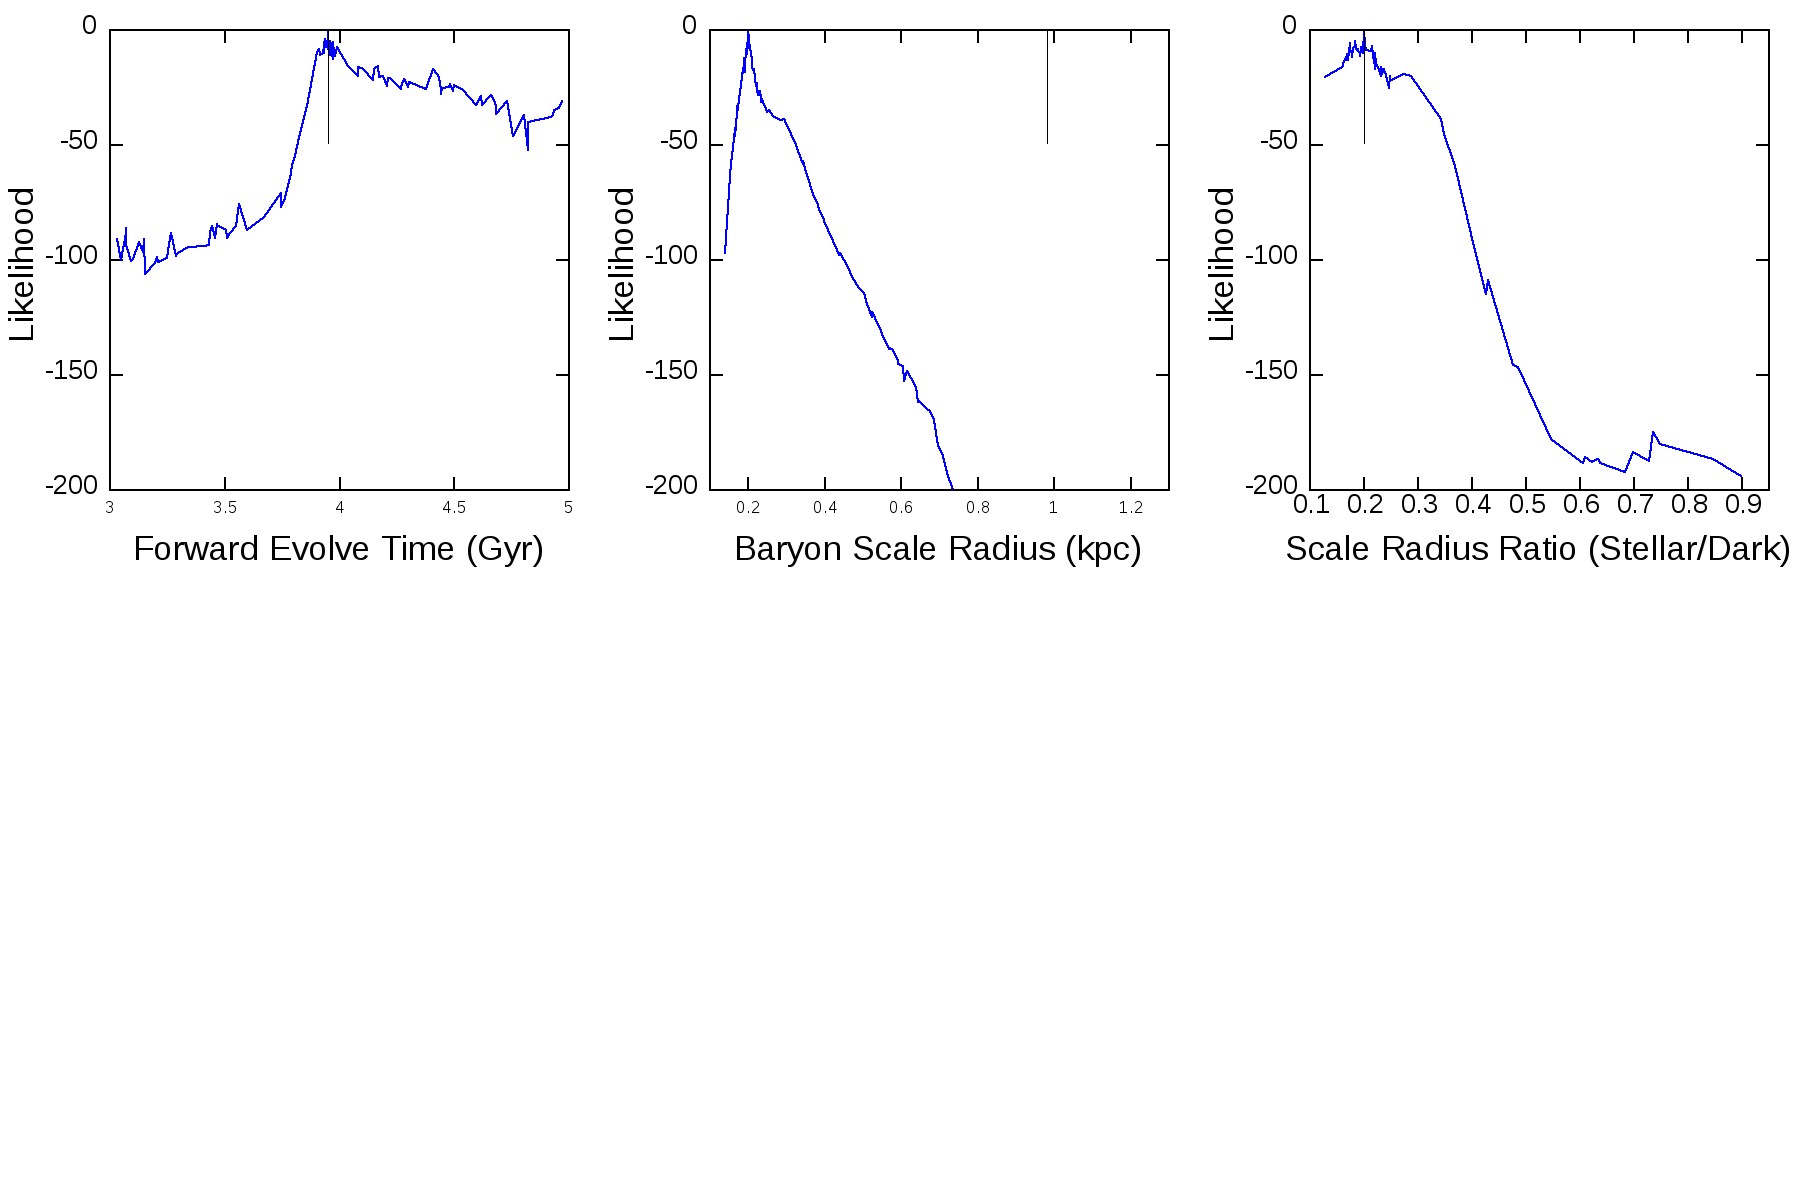 0
-50
-100
-150
-200
Likelihood
3 3.5 4 4.5 5
Forward Evolve Time (Gyr)
0
-50
-100
-150
-200
Likelihood
0.2 0.4 0.6 0.8 1 1.2
Baryon Scale Radius (kpc)
0
-50
-100
-150
-200
Likelihood
0.1 0.2 0.3 0.4 0.5 0.6 0.7 0.8 0.9
Scale Radius Ratio (Stellar/Dark)